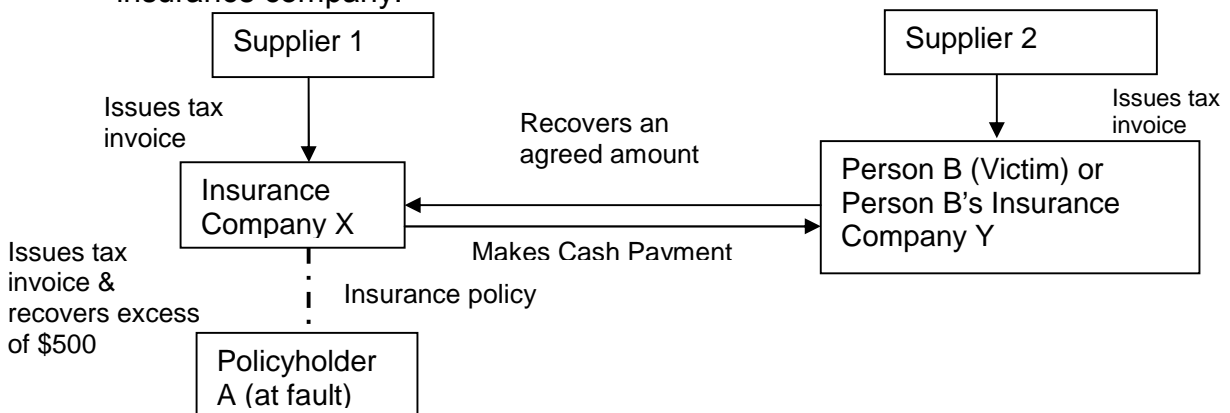 insurance company.
Supplier 1
Supplier 2
Issues tax
invoice
Recovers an
agreed amount
Issues tax
invoice
Insurance
Company X
Person B (Victim) or
Person B's Insurance
Company Y
Makes Cash Payment
Issues tax
invoice &
recovers excess
of $500
Insurance policy
Policyholder
A (at fault)